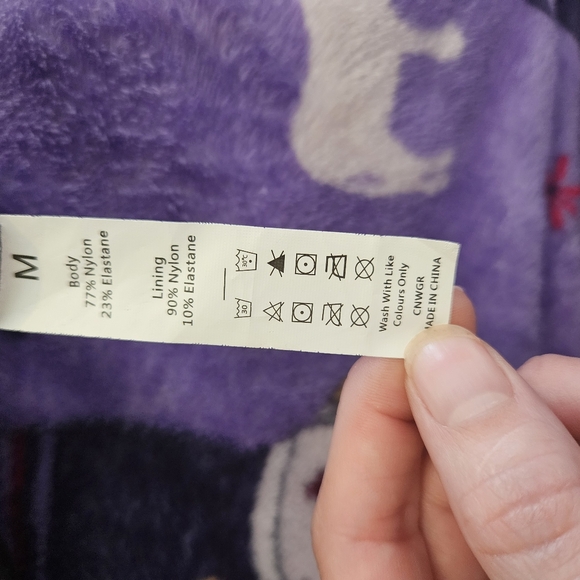 M
Body
77% Nylon
23% Elastane
Lining
90% Nylon
10% Elastane
30°C
30
Wash With Like
Colours Only
CNWGR
MADE IN CHINA